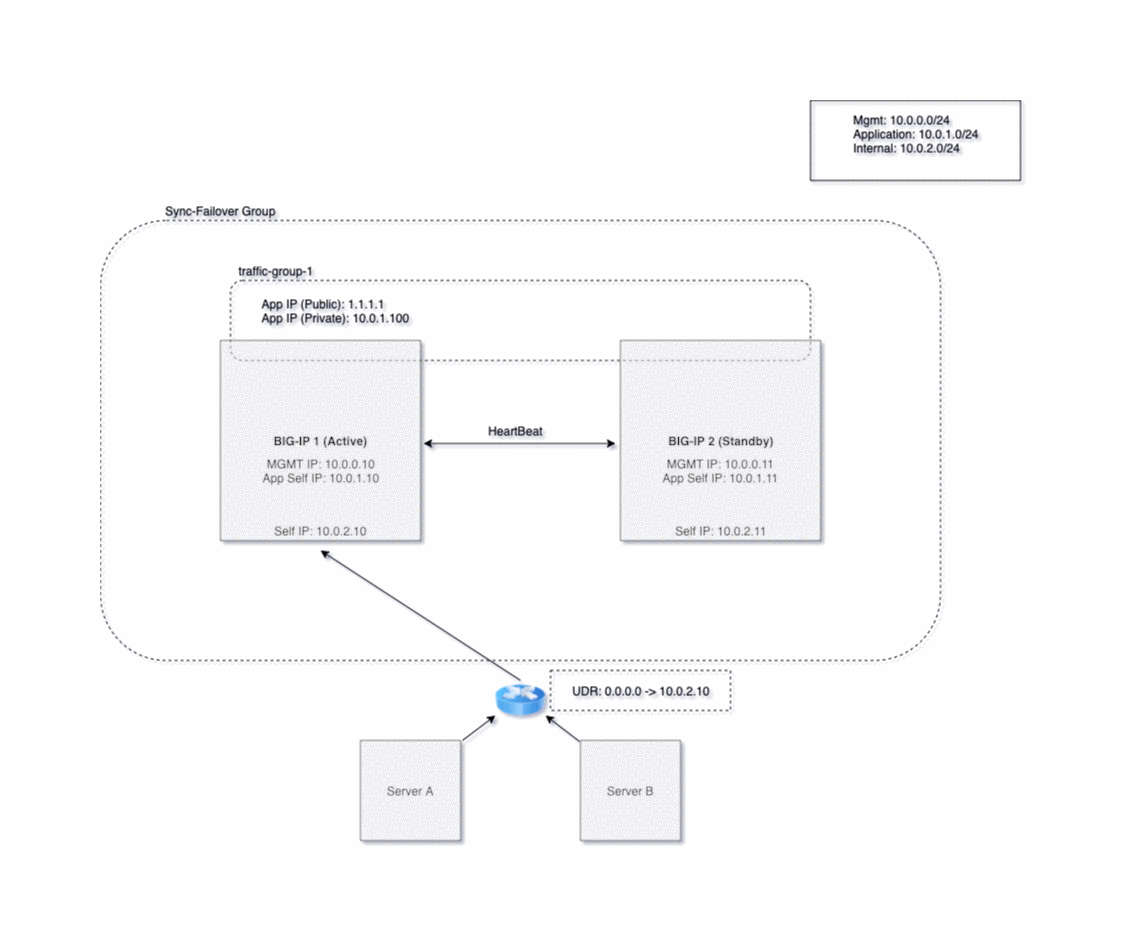 Mgmt: 10.0.0.0/24
Application: 10.0.1.0/24
Internal: 10.0.2.0/24
Sync-Failover Group
traffic-group-1
App IP (Public): 1.1.1.1
App IP (Private): 10.0.1.100
HeartBeat
BIG-IP 1 (Active)
MGMT IP: 10.0.0.10
App Self IP: 10.0.1.10
Self IP: 10.0.2.10
BIG-IP 2 (Standby)
MGMT IP: 10.0.0.11
App Self IP: 10.0.1.11
Self IP: 10.0.2.11
UDR: 0.0.0.0 -> 10.0.2.10
Server A
Server B